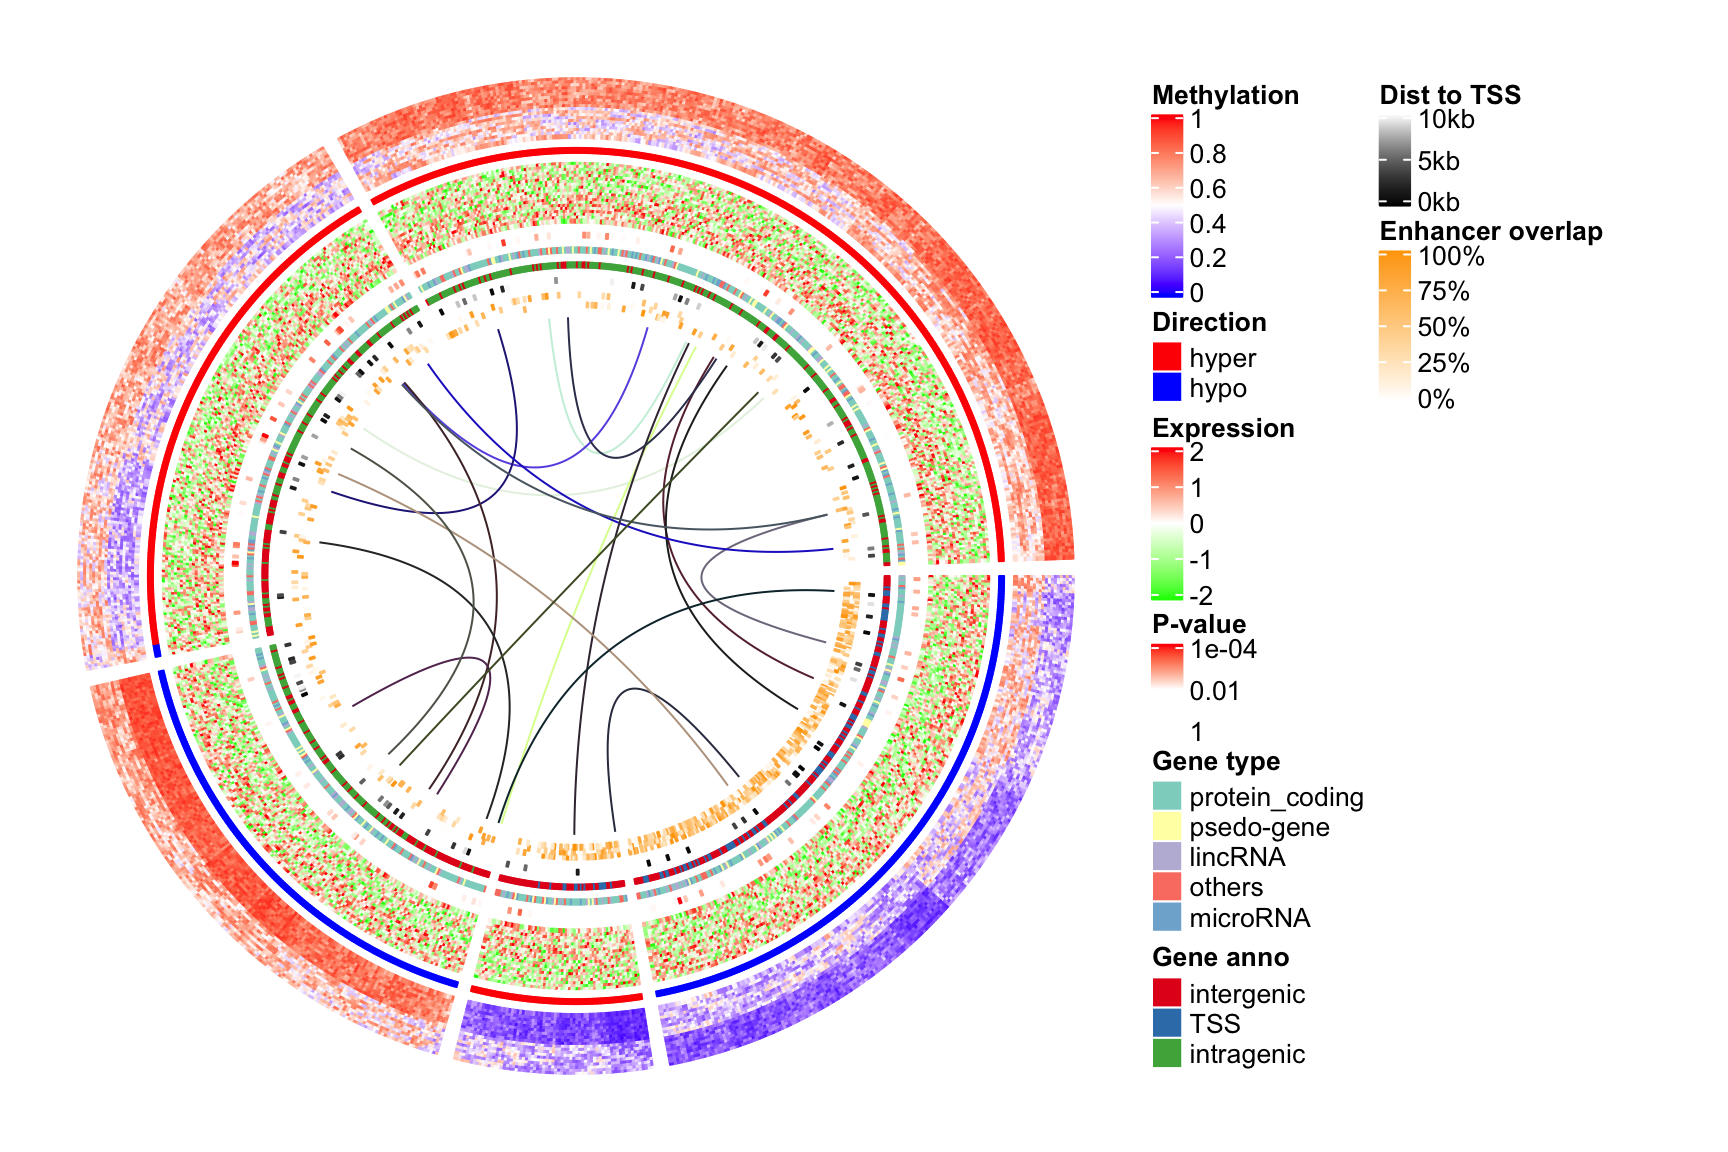 Methylation
1
0.8
0.6
0.4
0.2
0
Direction
hyper
hypo
Expression
2
1
0
-1
-2
P-value
1e-04
0.01
1
Gene type
protein_coding
psedo-gene
lincRNA
others
microRNA
Gene anno
intergenic
TSS
intragenic
Dist to TSS
10kb
5kb
0kb
Enhancer overlap
100%
75%
50%
25%
0%